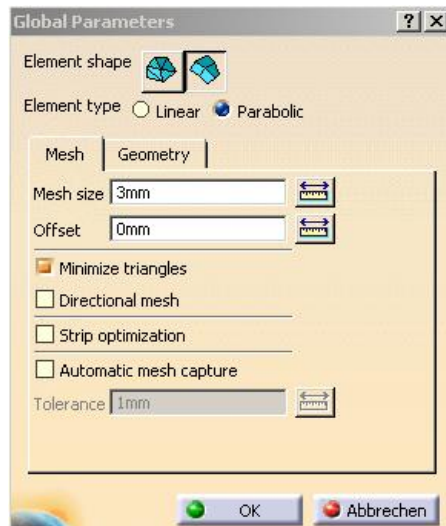 Global Parameters
Element shape
Element type Linear Parabolic
Mesh Geometry
Mesh size 3mm
Offset 0mm
Minimize triangles
Directional mesh
Strip optimization
Automatic mesh capture
Tolerance 1mm
OK Abbrechen